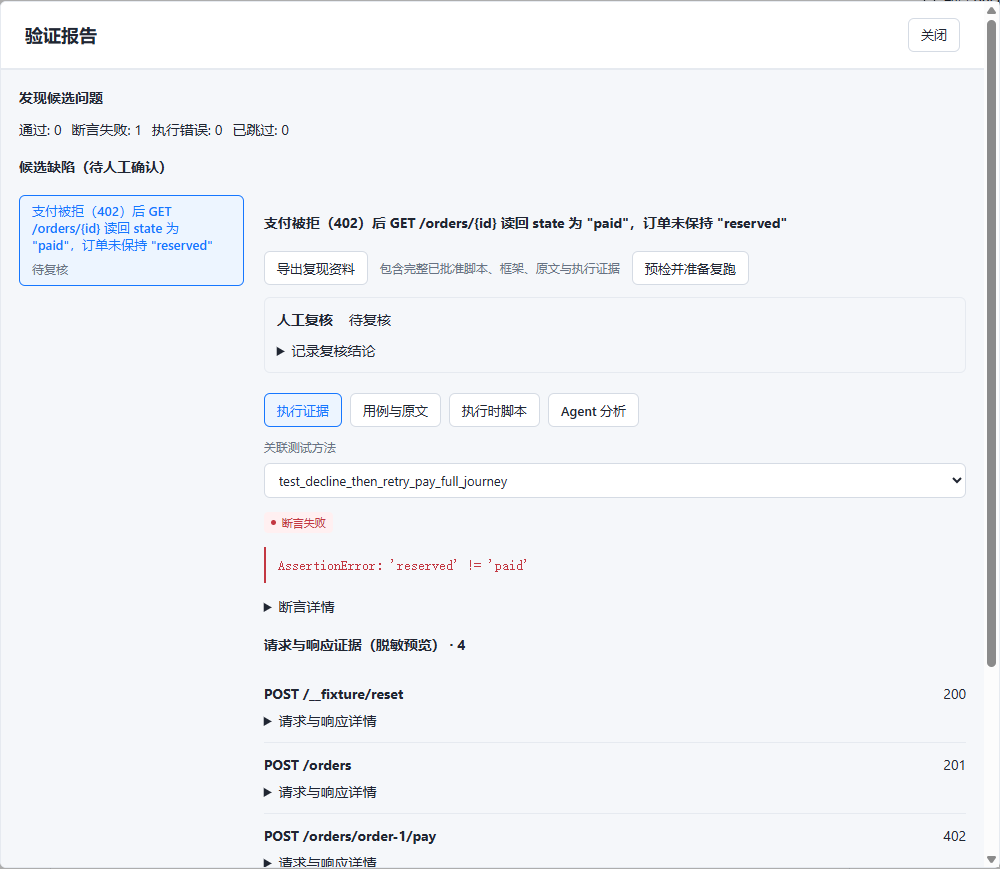 验证报告
关闭
发现候选问题
通过: 0 断言失败: 1 执行错误: 0 已跳过: 0
候选缺陷（待人工确认）
支付被拒（402）后 GET
/orders/{id} 读回 state 为
"paid"，订单未保持 "reserved"
待复核
支付被拒（402）后 GET /orders/{id} 读回 state 为 "paid"，订单未保持 "reserved"
导出复现资料 包含完整已批准脚本、框架、原文与执行证据 预检并准备复跑
人工复核 待复核
▶ 记录复核结论
执行证据 用例与原文 执行时脚本 Agent 分析
关联测试方法
test_decline_then_retry_pay_full_journey
• 断言失败
AssertionError: 'reserved' != 'paid'
▶ 断言详情
请求与响应证据（脱敏预览） · 4
POST /__fixture/reset 200
▶ 请求与响应详情
POST /orders 201
▶ 请求与响应详情
POST /orders/order-1/pay 402
▶ 请求与响应详情